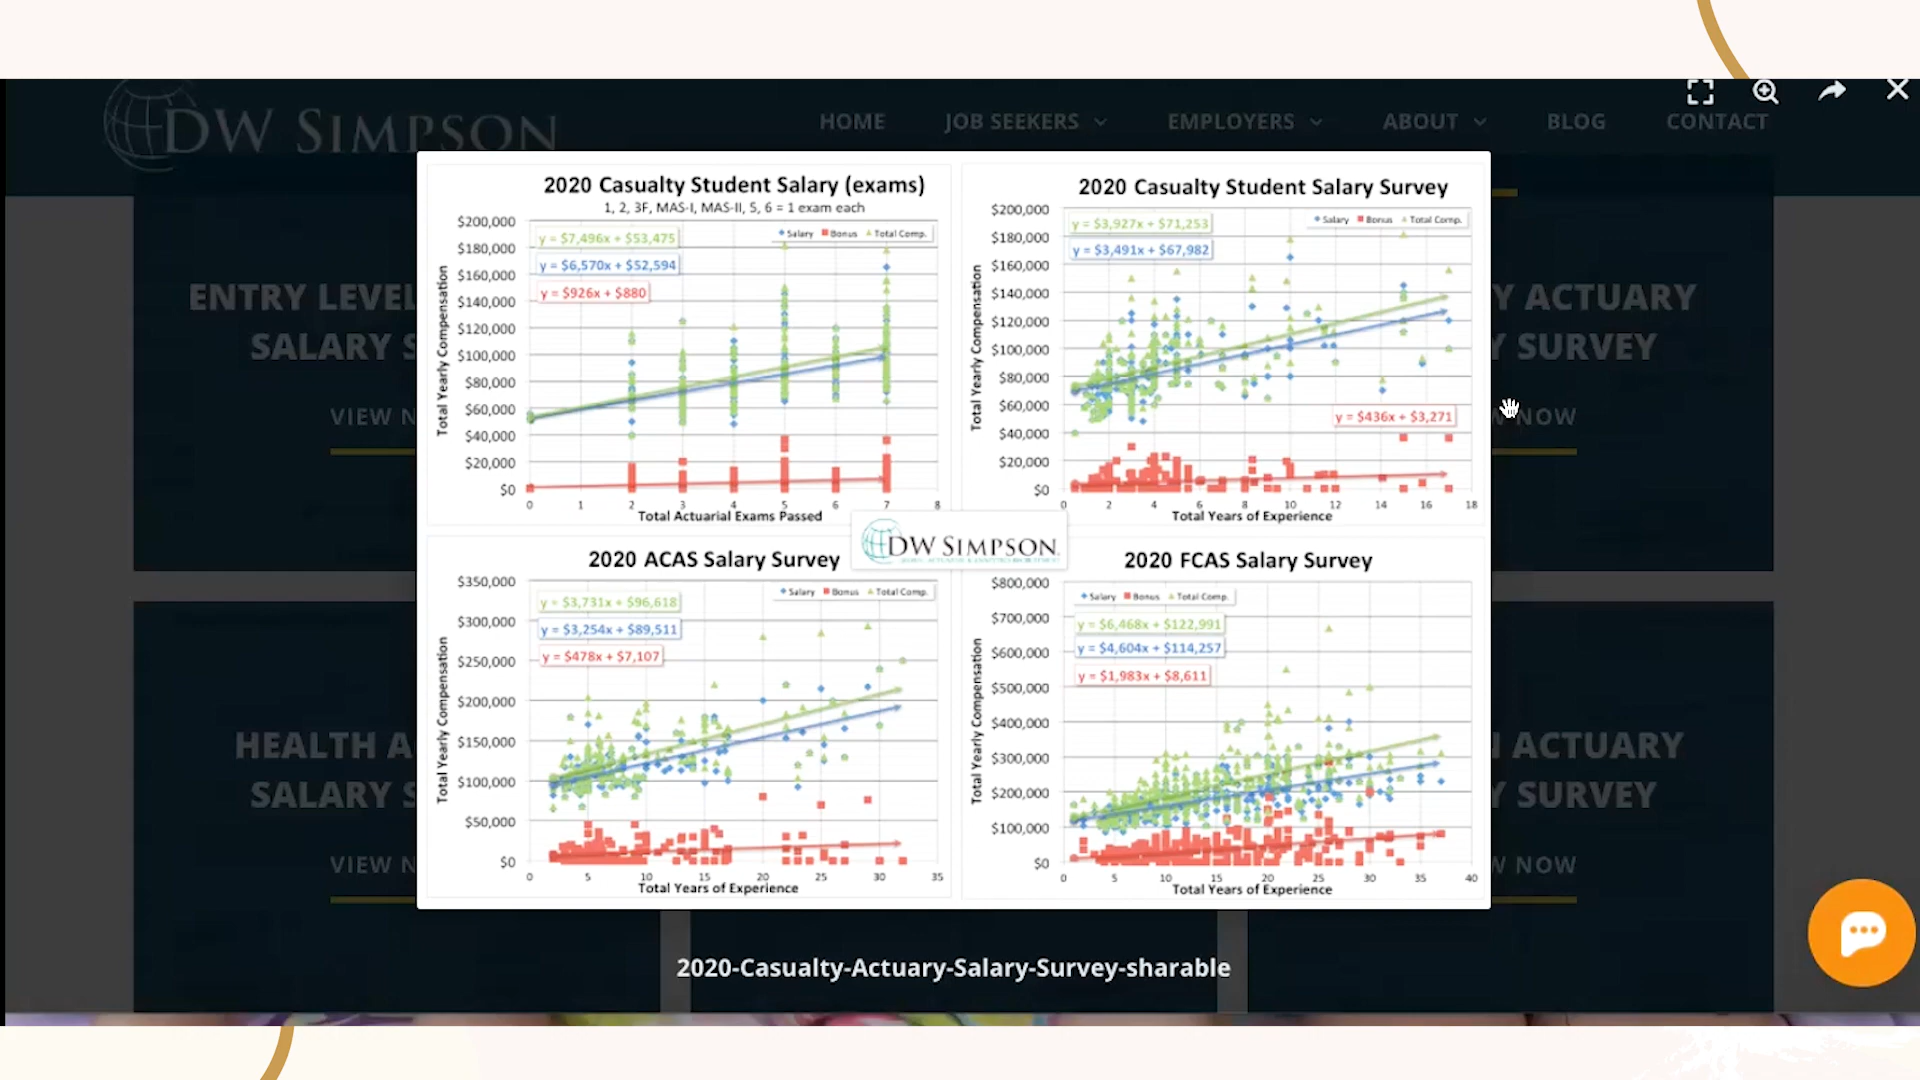 DW SIMPSON
HOME JOB SEEKERS EMPLOYERS ABOUT BLOG CONTACT
2020 Casualty Student Salary (exams)
1, 2, 3F, MAS-I, MAS-II, 5, 6 = 1 exam each
$200,000
$180,000
$160,000
$140,000
$120,000
$100,000
$80,000
$60,000
$40,000
$20,000
$0
Total Yearly Compensation
y = $7,496x + $53,475
y = $6,570x + $52,594
y = $926x + $880
Salary Bonus Total Comp.
0 1 2 3 4 5 6 7 8
Total Actuarial Exams Passed
2020 Casualty Student Salary Survey
$200,000
$180,000
$160,000
$140,000
$120,000
$100,000
$80,000
$60,000
$40,000
$20,000
$0
Total Yearly Compensation
y = $3,927x + $71,253
y = $3,491x + $67,982
Salary Bonus Total Comp.
y = $436x + $3,271
0 2 4 6 8 10 12 14 16 18
Total Years of Experience
DW SIMPSON
2020 ACAS Salary Survey
$350,000
$300,000
$250,000
$200,000
$150,000
$100,000
$50,000
$0
Total Yearly Compensation
y = $3,731x + $96,618
y = $3,254x + $89,511
y = $478x + $7,107
Salary Bonus Total Comp.
0 5 10 15 20 25 30 35
Total Years of Experience
2020 FCAS Salary Survey
$800,000
$700,000
$600,000
$500,000
$400,000
$300,000
$200,000
$100,000
$0
Total Yearly Compensation
Salary Bonus Total Comp.
y = $6,468x + $122,991
y = $4,604x + $114,257
y = $1,983x + $8,611
0 5 10 15 20 25 30 35 40
Total Years of Experience
ENTRY LEVEL
SALARY S
VIEW N
Y ACTUARY
Y SURVEY
NOW
HEALTH A
SALARY S
VIEW N
ACTUARY
Y SURVEY
W NOW
2020-Casualty-Actuary-Salary-Survey-sharable